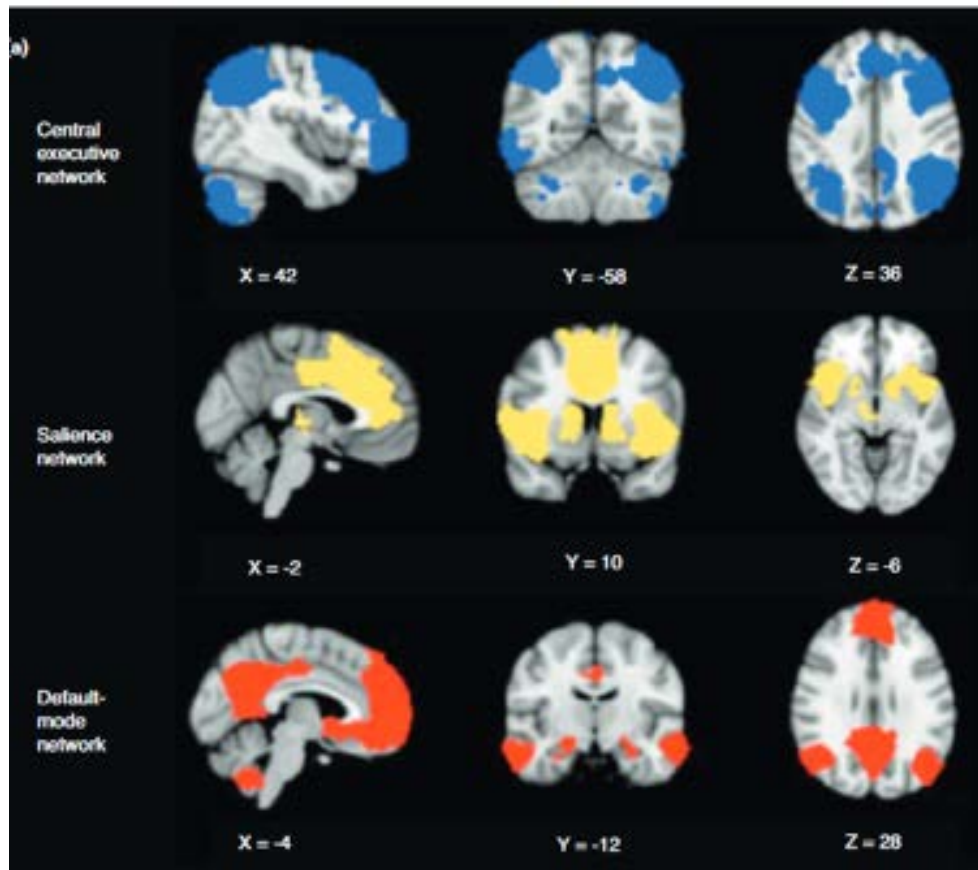 (a)
Central
executive
network
X = 42
Y = -58
Z = 36
Salience
network
X = -2
Y = 10
Z = -6
Default-
mode
network
X = -4
Y = -12
Z = 28